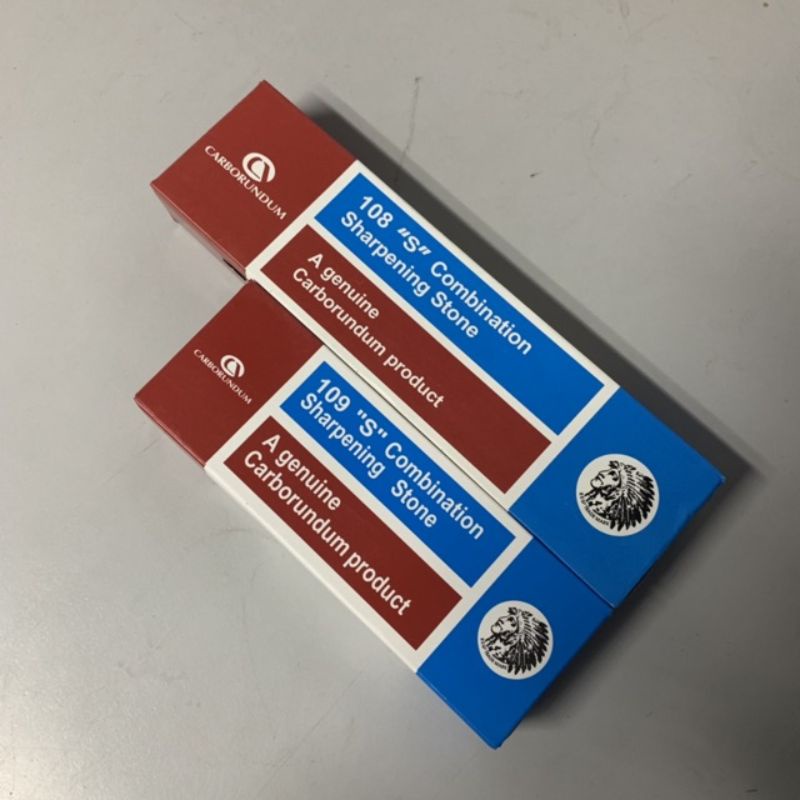 CARBORUNDUM
108 "S" Combination
Sharpening Stone
A genuine
Carborundum product
CARBORUNDUM
109 "S" Combination
Sharpening Stone
A genuine
Carborundum product